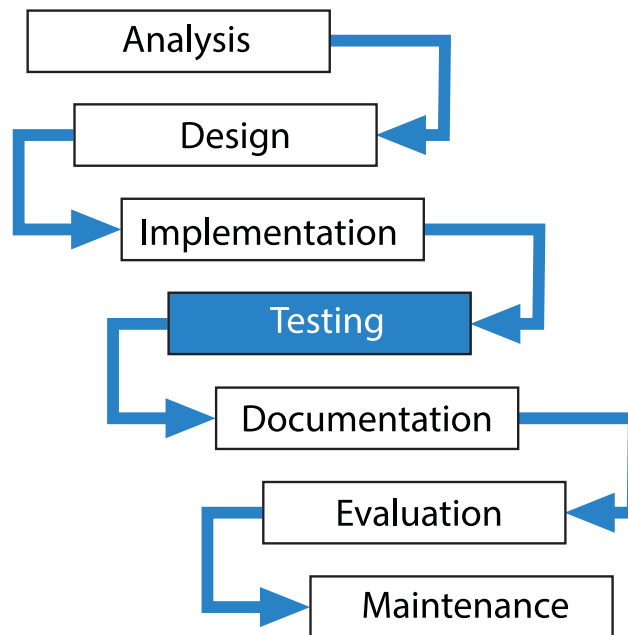 Analysis
Design
Implementation
Testing
Documentation
Evaluation
Maintenance